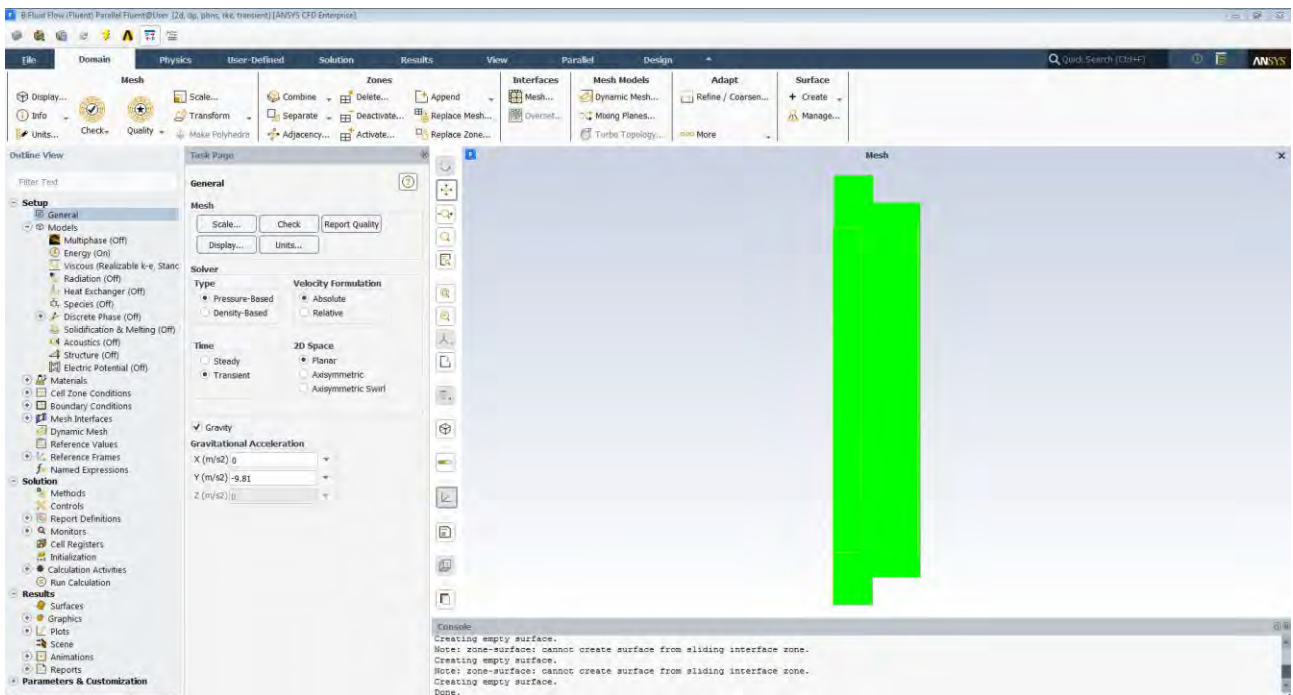 B:Fluid Flow (Fluent) Parallel Fluent@User [2d, dp, pbns, rke, transient] [ANSYS CFD Enterprise]
File Domain Physics User-Defined Solution Results View Parallel Design Quick Search (Ctrl+F) ANSYS
Mesh Zones Interfaces Mesh Models Adapt Surface
Display... Scale... Combine Delete... Append Mesh... Dynamic Mesh... Refine / Coarsen... + Create
Info Check Quality Transform Separate Deactivate... Replace Mesh... Overset... Mixing Planes... Manage...
Units... Make Polyhedra Adjacency... Activate... Replace Zone... Turbo Topology... More
Outline View
Filter Text
Setup
General
Models
Multiphase (Off)
Energy (On)
Viscous (Realizable k-e, Stanc
Radiation (Off)
Heat Exchanger (Off)
Species (Off)
Discrete Phase (Off)
Solidification & Melting (Off)
Acoustics (Off)
Structure (Off)
Electric Potential (Off)
Materials
Cell Zone Conditions
Boundary Conditions
Mesh Interfaces
Dynamic Mesh
Reference Values
Reference Frames
Named Expressions
Solution
Methods
Controls
Report Definitions
Monitors
Cell Registers
Initialization
Calculation Activities
Run Calculation
Results
Surfaces
Graphics
Plots
Scene
Animations
Reports
Parameters & Customization
Task Page
General
Mesh
Scale... Check Report Quality
Display... Units...
Solver
Type Velocity Formulation
Pressure-Based Absolute
Density-Based Relative
Time 2D Space
Steady Planar
Transient Axisymmetric
Axisymmetric Swirl
Gravity
Gravitational Acceleration
X (m/s2) 0
Y (m/s2) -9.81
Z (m/s2) 0
Mesh
Console
Creating empty surface.
Note: zone-surface: cannot create surface from sliding interface zone.
Creating empty surface.
Note: zone-surface: cannot create surface from sliding interface zone.
Creating empty surface.
Done.